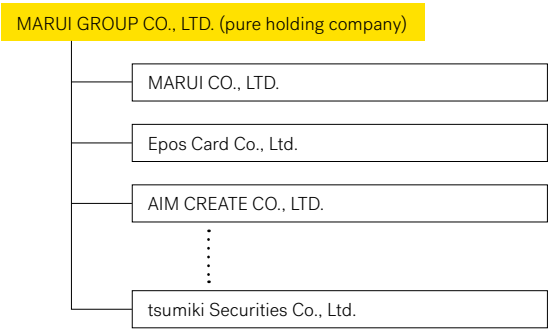 MARUI GROUP CO., LTD. (pure holding company)
MARUI CO., LTD.
Epos Card Co., Ltd.
AIM CREATE CO., LTD.
tsumiki Securities Co., Ltd.